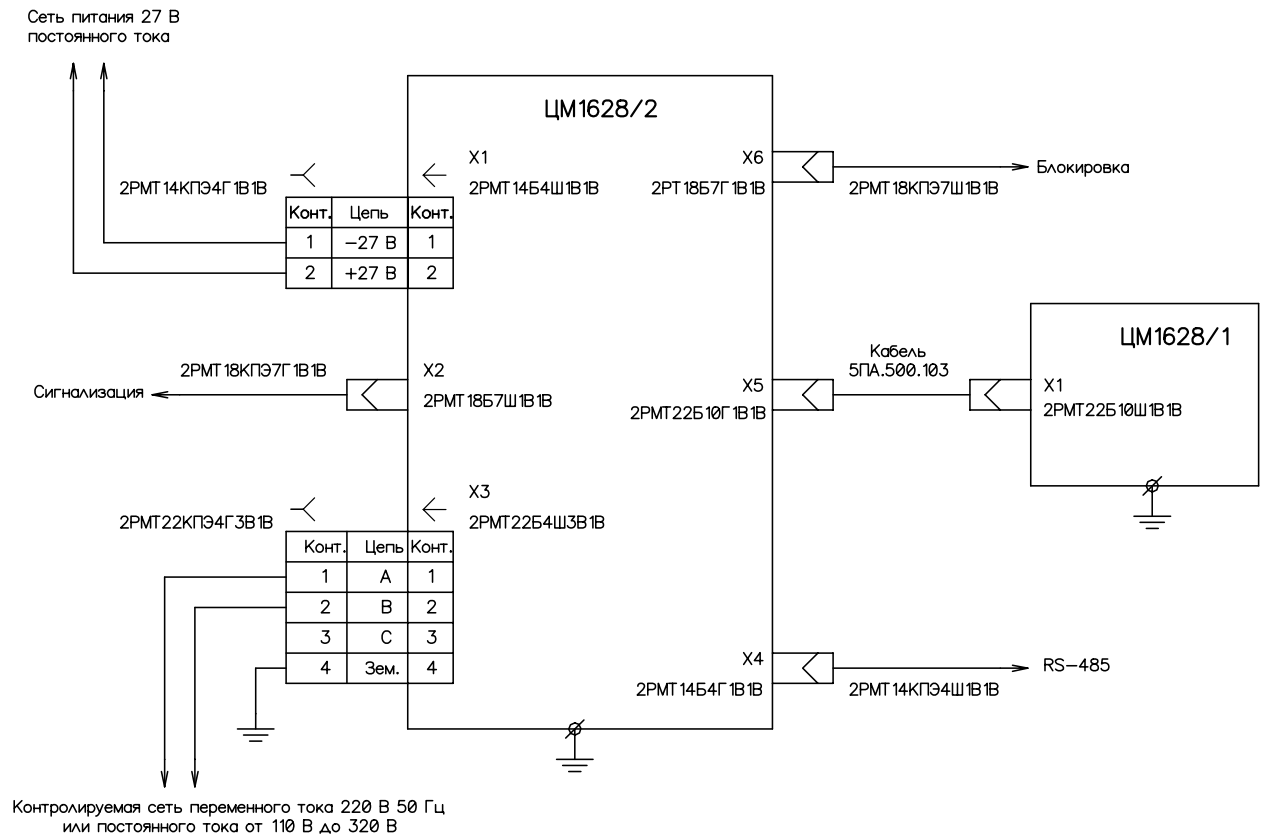 Сеть питания 27 В
постоянного тока
ЦМ1628/2
2РМТ14КПЭ4Г1В1В
X1
2РМТ14Б4Ш1В1В
Конт. Цепь Конт.
1 −27 В 1
2 +27 В 2
X6
2РТ18Б7Г1В1В
2РМТ18КПЭ7Ш1В1В
Блокировка
Сигнализация
2РМТ18КПЭ7Г1В1В
X2
2РМТ18Б7Ш1В1В
X5
2РМТ22Б10Г1В1В
Кабель
5ПА.500.103
ЦМ1628/1
X1
2РМТ22Б10Ш1В1В
2РМТ22КПЭ4Г3В1В
X3
2РМТ22Б4Ш3В1В
Конт. Цепь Конт.
1 А 1
2 В 2
3 С 3
4 Зем. 4
X4
2РМТ14Б4Г1В1В
2РМТ14КПЭ4Ш1В1В
RS−485
Контролируемая сеть переменного тока 220 В 50 Гц
или постоянного тока от 110 В до 320 В